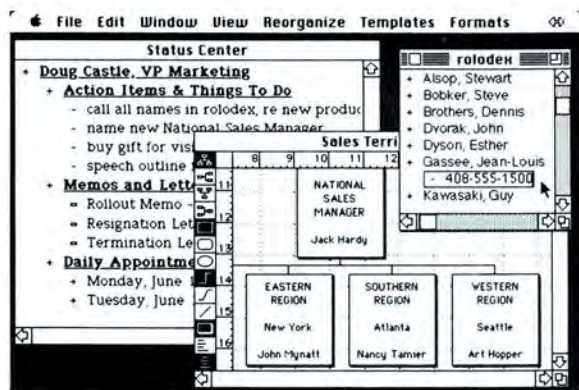 File Edit Window View Reorganize Templates Formats
Status Center
+ Doug Castle, VP Marketing
+ Action Items & Things To Do
- call all names in rolodex, re new produc
- name new National Sales Manager
- buy gift for vis
- speech outline
+ Memos and Lette
Rollout Memo -
Resignation Let
Termination Le
+ Daily Appointme
+ Monday, June 1
+ Tuesday, June
rolodex
+ Alsop, Stewart
+ Bobker, Steve
+ Brothers, Dennis
+ Dvorak, John
+ Dyson, Esther
+ Gassee, Jean-Louis
- 408-555-1500
+ Kawasaki, Guy
Sales Terri
8 9 10 11 12
11
12
13
14
15
16
NATIONAL
SALES
MANAGER
Jack Hardy
EASTERN
REGION
New York
John Mynatt
SOUTHERN
REGION
Atlanta
Nancy Tamier
WESTERN
REGION
Seattle
Art Hopper